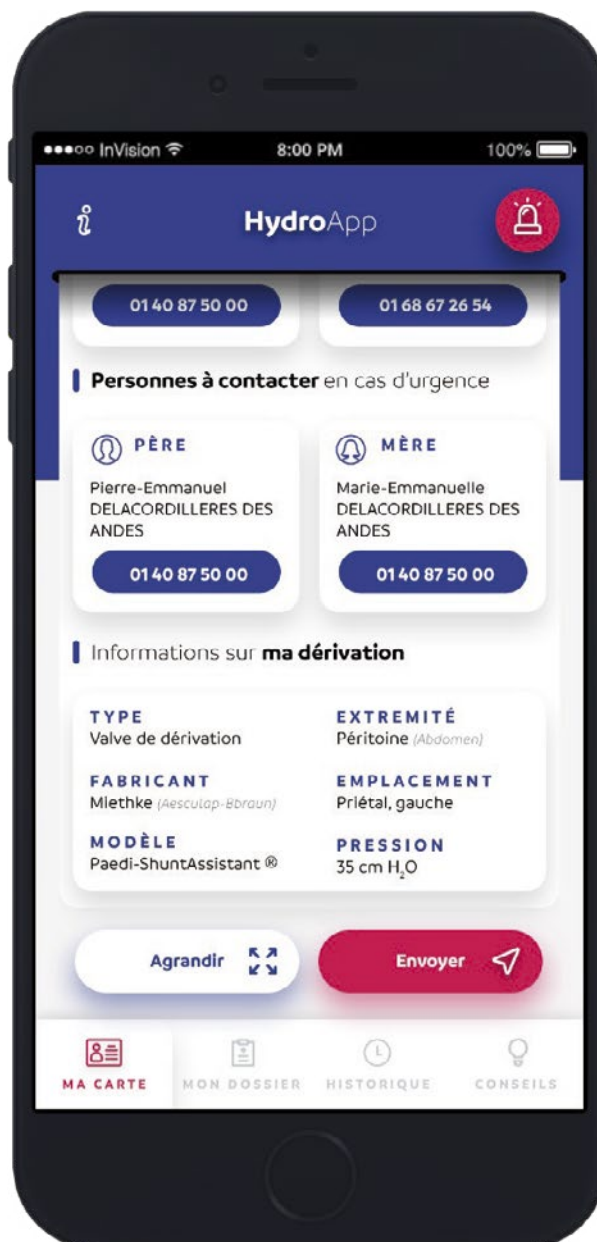 ●●●○○ InVision 8:00 PM 100%
HydroApp
01 40 87 50 00 01 68 67 26 54
Personnes à contacter en cas d'urgence
PÈRE
Pierre-Emmanuel
DELACORDILLERES DES
ANDES
01 40 87 50 00
MÈRE
Marie-Emmanuelle
DELACORDILLERES DES
ANDES
01 40 87 50 00
Informations sur ma dérivation
TYPE
Valve de dérivation
EXTREMITÉ
Péritoine (Abdomen)
FABRICANT
Miethke (Aesculap-Bbraun)
EMPLACEMENT
Priétal, gauche
MODÈLE
Paedi-ShuntAssistant ®
PRESSION
35 cm H₂O
Agrandir
Envoyer
MA CARTE MON DOSSIER HISTORIQUE CONSEILS